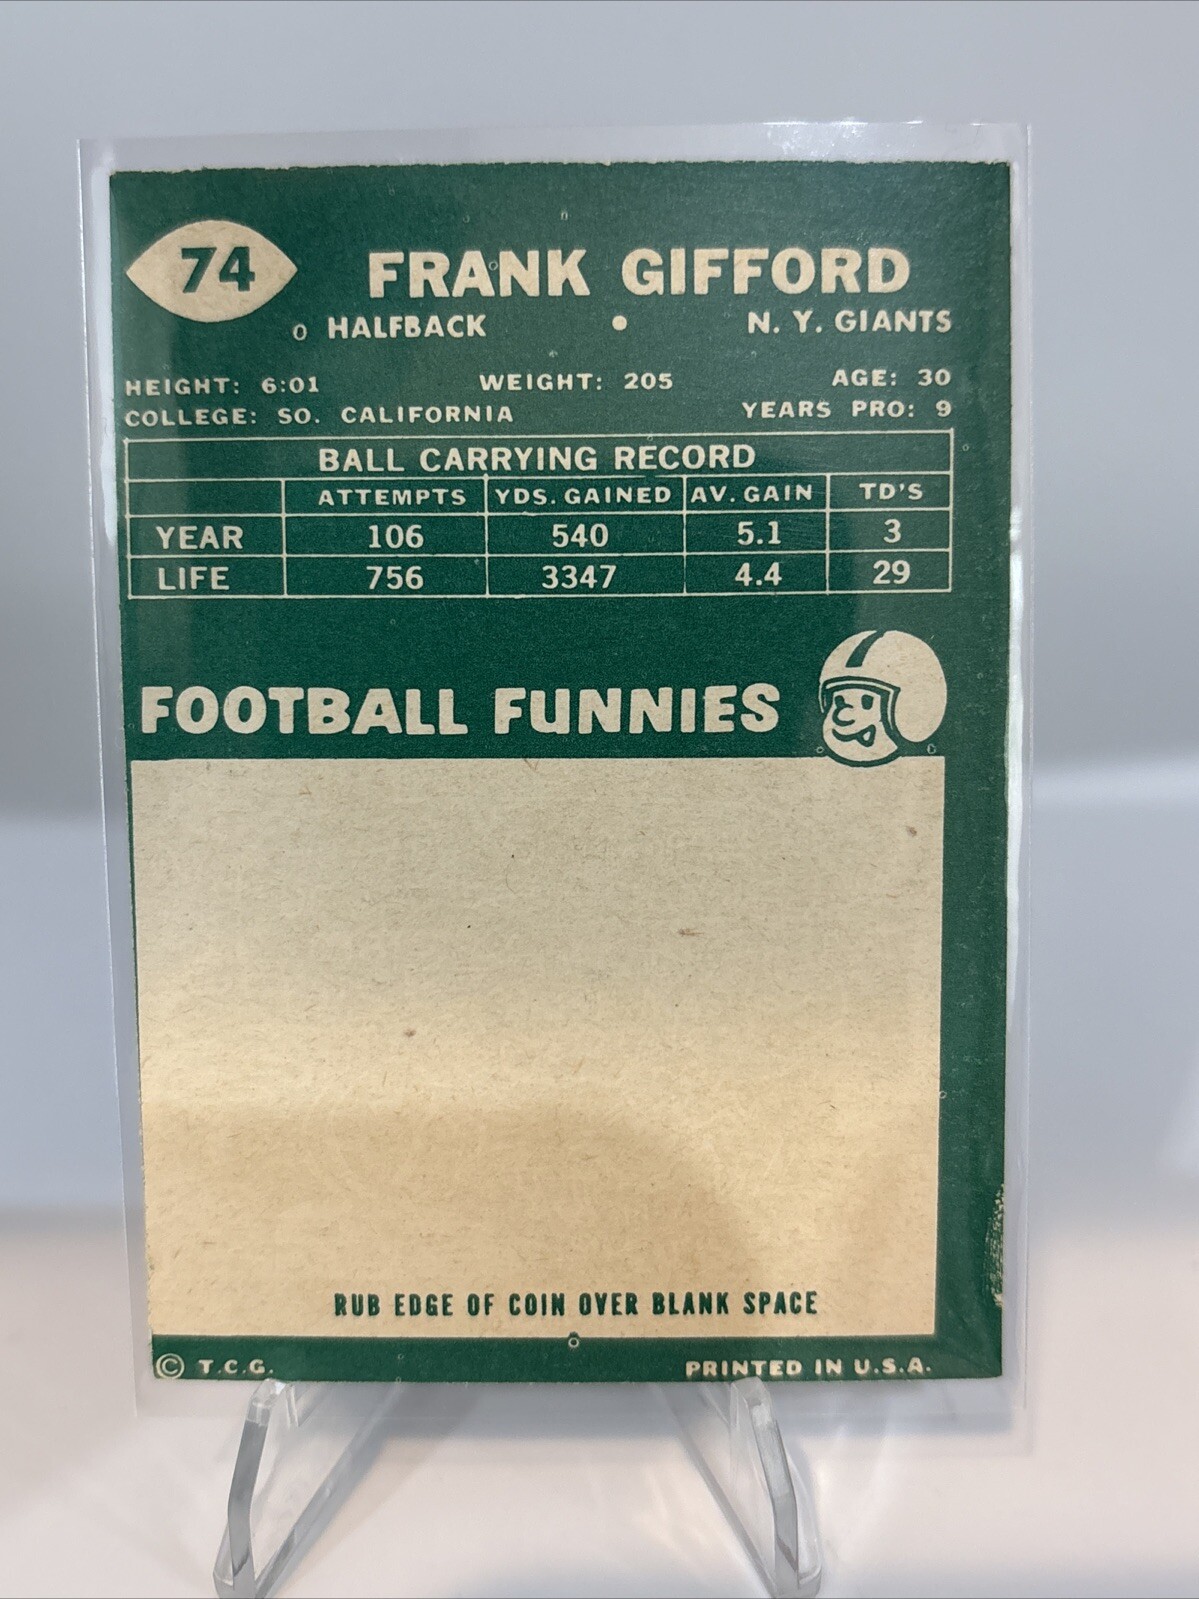 74
FRANK GIFFORD
HALFBACK • N. Y. GIANTS
HEIGHT: 6:01 WEIGHT: 205 AGE: 30
COLLEGE: SO. CALIFORNIA YEARS PRO: 9
BALL CARRYING RECORD
ATTEMPTS YDS. GAINED AV. GAIN TD'S
YEAR 106 540 5.1 3
LIFE 756 3347 4.4 29
FOOTBALL FUNNIES
RUB EDGE OF COIN OVER BLANK SPACE
© T.C.G. PRINTED IN U.S.A.